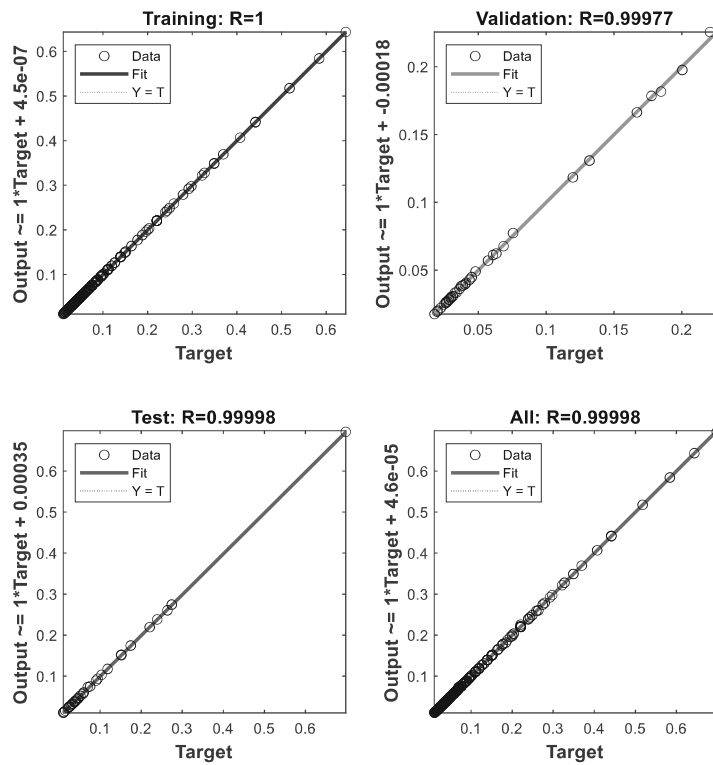 Training: R=1
Output ~= 1*Target + 4.5e-07
0.6
0.5
0.4
0.3
0.2
0.1
Data
Fit
Y = T
0.1 0.2 0.3 0.4 0.5 0.6
Target
Validation: R=0.99977
Output ~= 1*Target + -0.00018
0.2
0.15
0.1
0.05
Data
Fit
Y = T
0.05 0.1 0.15 0.2
Target
Test: R=0.99998
Output ~= 1*Target + 0.00035
0.6
0.5
0.4
0.3
0.2
0.1
Data
Fit
Y = T
0.1 0.2 0.3 0.4 0.5 0.6
Target
All: R=0.99998
Output ~= 1*Target + 4.6e-05
0.6
0.5
0.4
0.3
0.2
0.1
Data
Fit
Y = T
0.1 0.2 0.3 0.4 0.5 0.6
Target